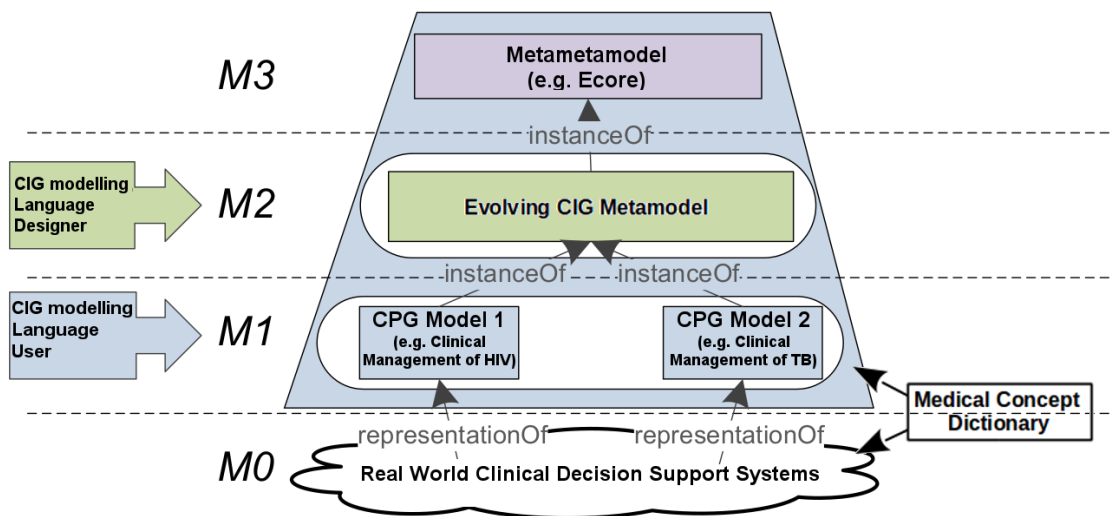 M3
Metametamodel
(e.g. Ecore)
instanceOf
CIG modelling
Language
Designer
M2
Evolving CIG Metamodel
instanceOf
instanceOf
CIG modelling
Language
User
M1
CPG Model 1
(e.g. Clinical
Management of HIV)
CPG Model 2
(e.g. Clinical
Management of TB)
Medical Concept
Dictionary
representationOf
representationOf
M0
Real World Clinical Decision Support Systems